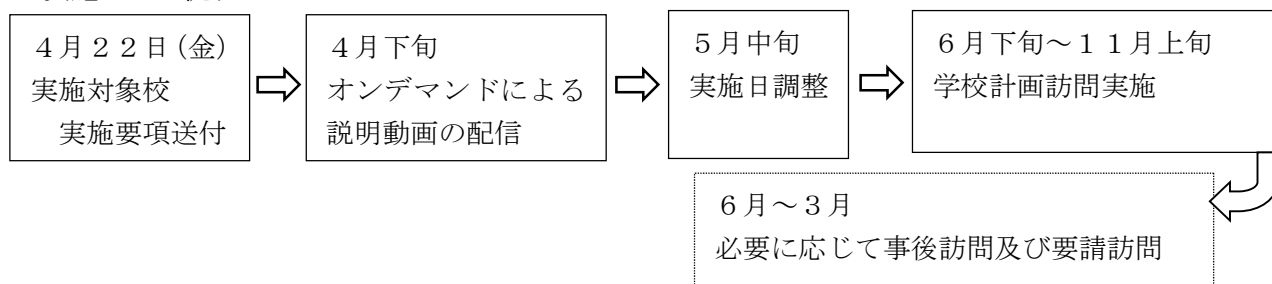 ４月２２日（金）
実施対象校
実施要項送付
４月下旬
オンデマンドによる
説明動画の配信
５月中旬
実施日調整
６月下旬～１１月上旬
学校計画訪問実施
６月～３月
必要に応じて事後訪問及び要請訪問